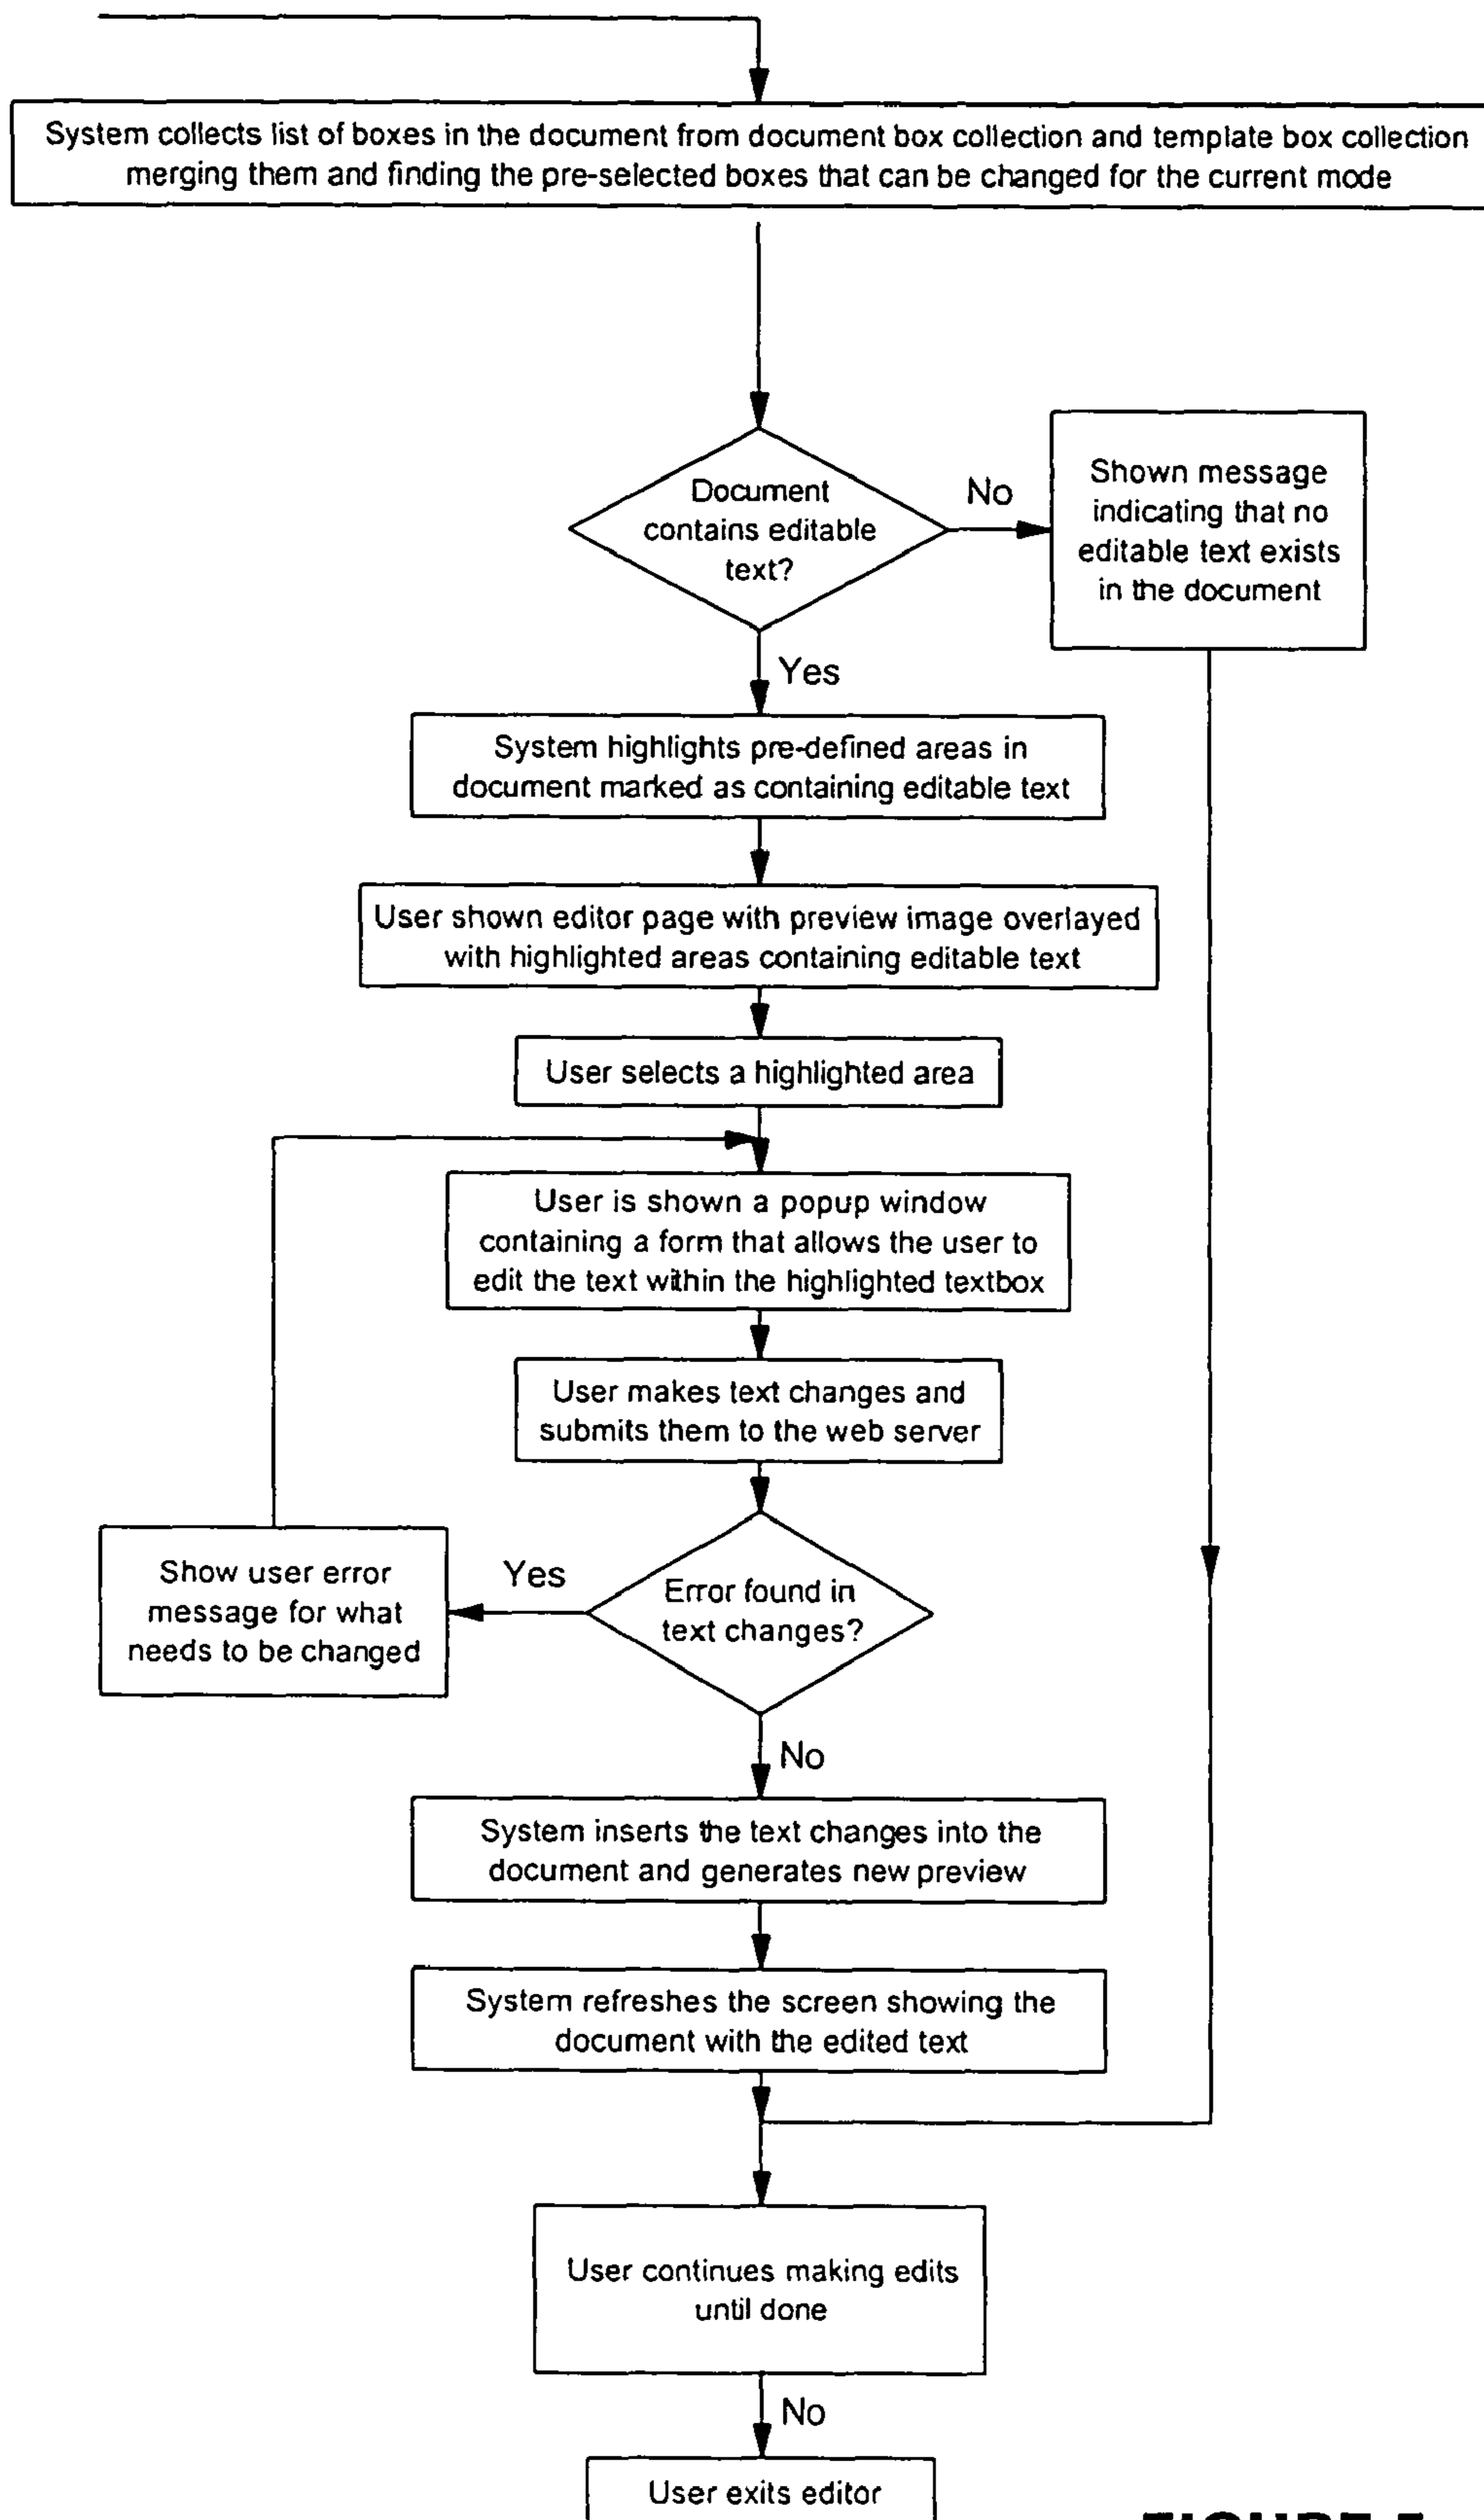 System collects list of boxes in the document from document box collection and template box collection
merging them and finding the pre-selected boxes that can be changed for the current mode
Document
contains editable
text?
No
Shown message
indicating that no
editable text exists
in the document
Yes
System highlights pre-defined areas in
document marked as containing editable text
User shown editor page with preview image overlayed
with highlighted areas containing editable text
User selects a highlighted area
User is shown a popup window
containing a form that allows the user to
edit the text within the highlighted textbox
User makes text changes and
submits them to the web server
Error found in
text changes?
Yes
Show user error
message for what
needs to be changed
No
System inserts the text changes into the
document and generates new preview
System refreshes the screen showing the
document with the edited text
User continues making edits
until done
No
User exits editor